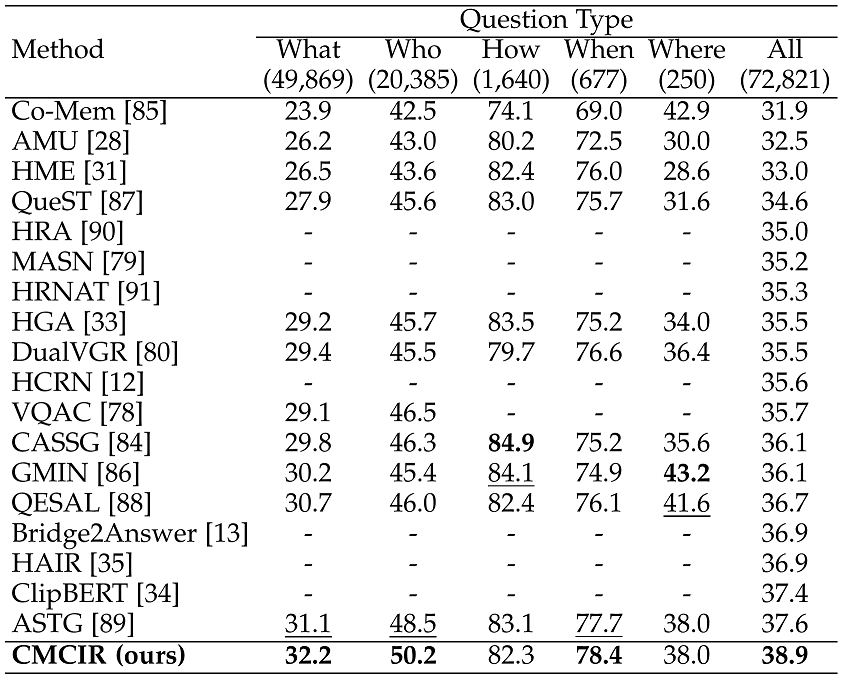 Question Type
Method What Who How When Where All
(49,869) (20,385) (1,640) (677) (250) (72,821)
Co-Mem [85] 23.9 42.5 74.1 69.0 42.9 31.9
AMU [28] 26.2 43.0 80.2 72.5 30.0 32.5
HME [31] 26.5 43.6 82.4 76.0 28.6 33.0
QueST [87] 27.9 45.6 83.0 75.7 31.6 34.6
HRA [90] - - - - - 35.0
MASN [79] - - - - - 35.2
HRNAT [91] - - - - - 35.3
HGA [33] 29.2 45.7 83.5 75.2 34.0 35.5
DualVGR [80] 29.4 45.5 79.7 76.6 36.4 35.5
HCRN [12] - - - - - 35.6
VQAC [78] 29.1 46.5 - - - 35.7
CASSG [84] 29.8 46.3 84.9 75.2 35.6 36.1
GMIN [86] 30.2 45.4 84.1 74.9 43.2 36.1
QESAL [88] 30.7 46.0 82.4 76.1 41.6 36.7
Bridge2Answer [13] - - - - - 36.9
HAIR [35] - - - - - 36.9
ClipBERT [34] - - - - - 37.4
ASTG [89] 31.1 48.5 83.1 77.7 38.0 37.6
CMCIR (ours) 32.2 50.2 82.3 78.4 38.0 38.9